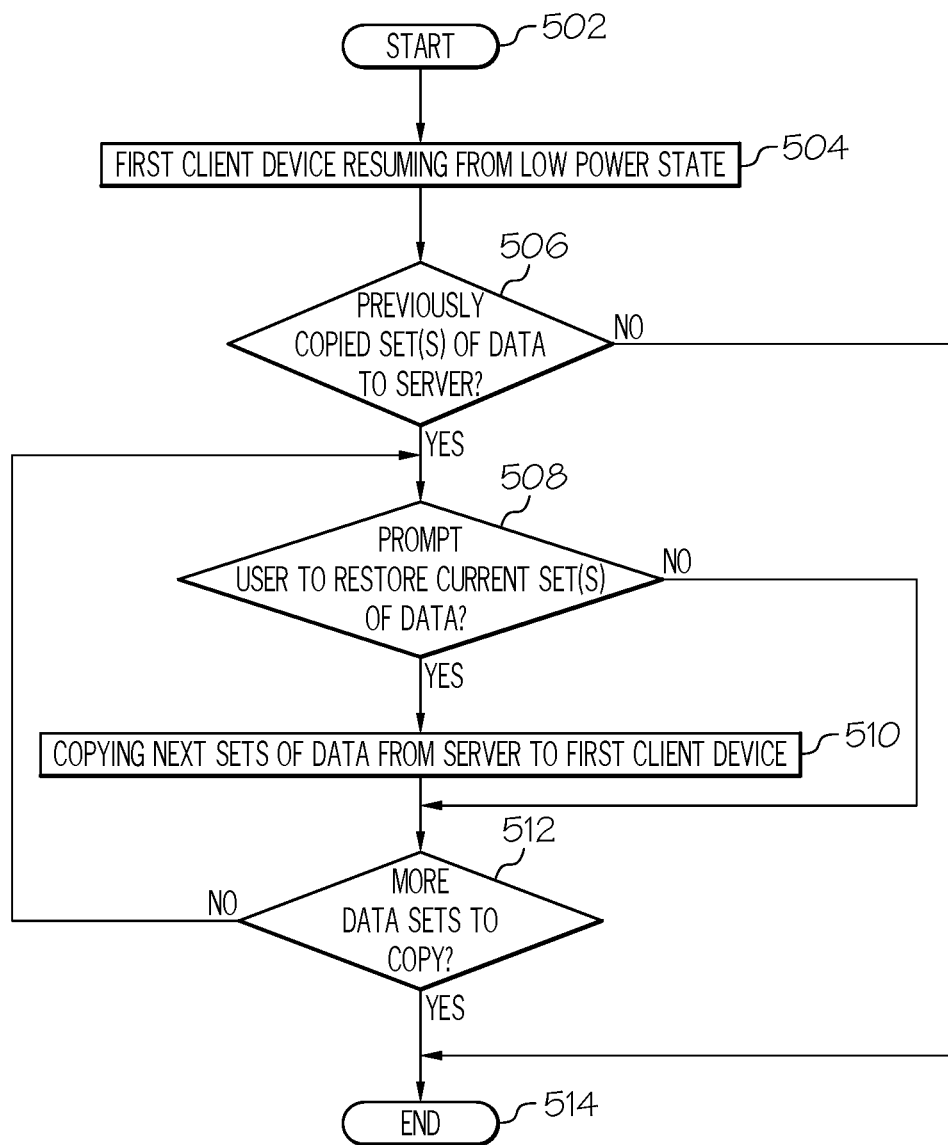 START
502
FIRST CLIENT DEVICE RESUMING FROM LOW POWER STATE
504
506
PREVIOUSLY
COPIED SET(S) OF DATA
TO SERVER?
NO
YES
508
PROMPT
USER TO RESTORE CURRENT SET(S)
OF DATA?
NO
YES
COPYING NEXT SETS OF DATA FROM SERVER TO FIRST CLIENT DEVICE
510
512
MORE
DATA SETS TO
COPY?
NO
YES
END
514